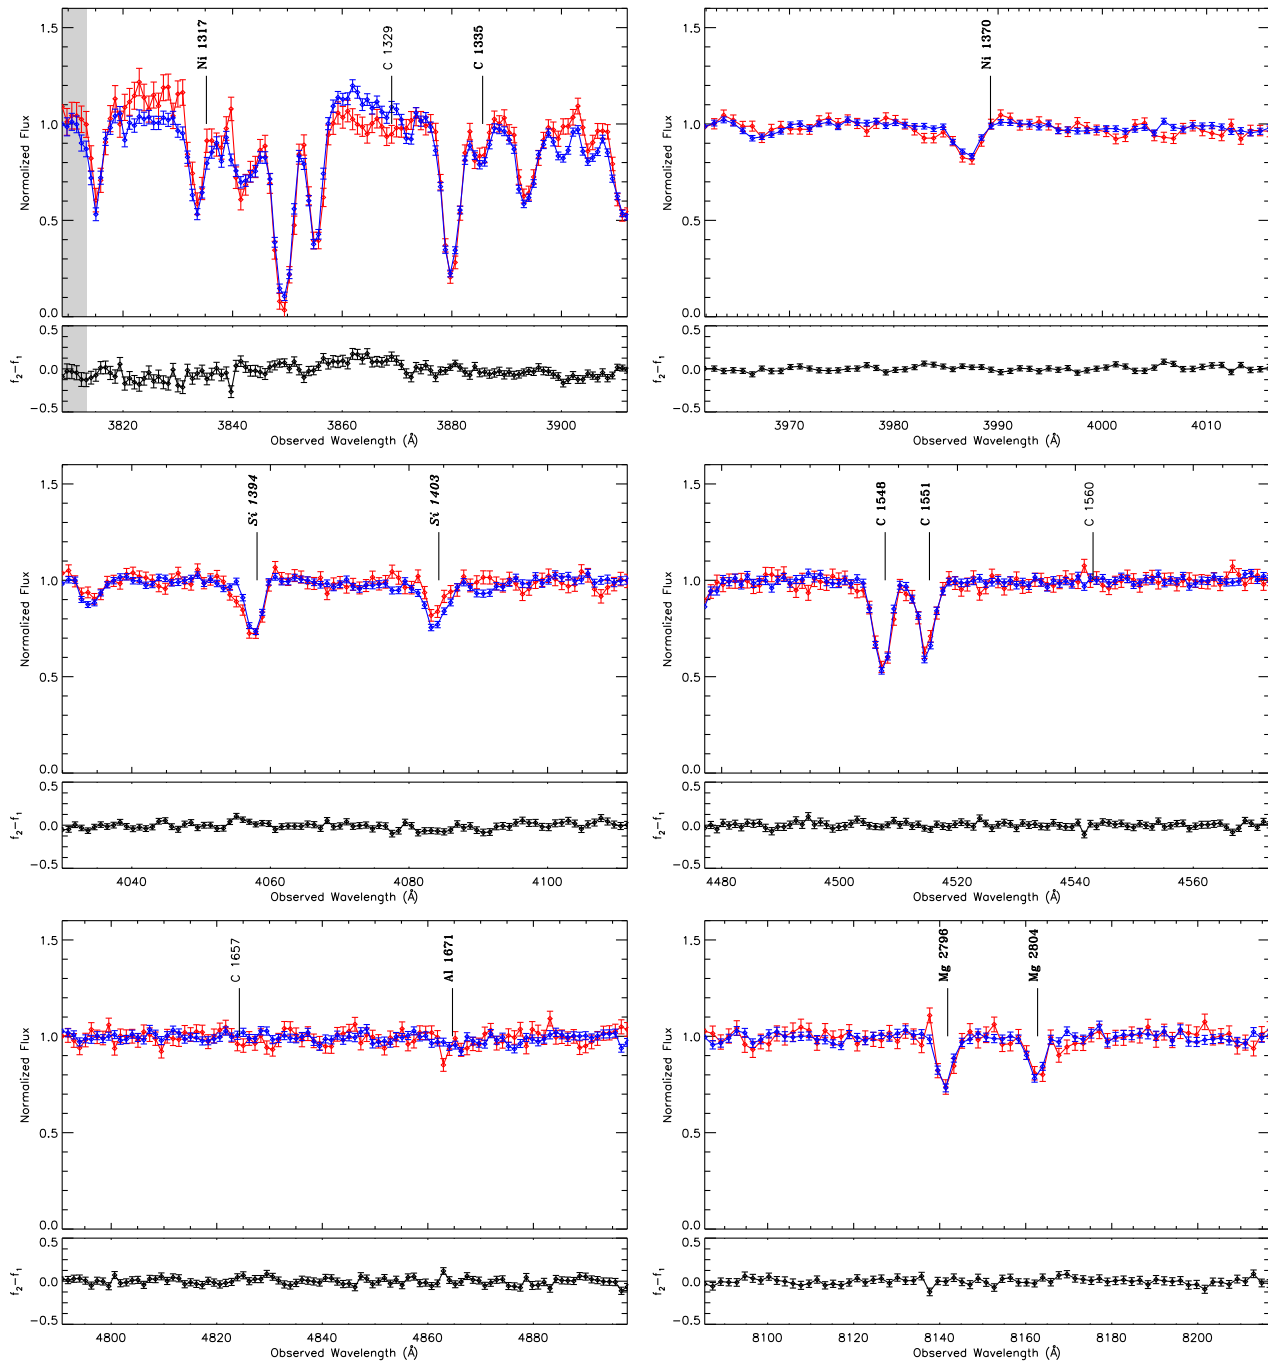 Ni 1317
C 1329
C 1335
1.5
1.0
0.5
0.0
Normalized Flux
0.5
0.0
−0.5
f2−f1
3820 3840 3860 3880 3900
Observed Wavelength (Å)
Ni 1370
1.5
1.0
0.5
0.0
Normalized Flux
0.5
0.0
−0.5
f2−f1
3970 3980 3990 4000 4010
Observed Wavelength (Å)
Si 1394
Si 1403
1.5
1.0
0.5
0.0
Normalized Flux
0.5
0.0
−0.5
f2−f1
4040 4060 4080 4100
Observed Wavelength (Å)
C 1548
C 1551
C 1560
1.5
1.0
0.5
0.0
Normalized Flux
0.5
0.0
−0.5
f2−f1
4480 4500 4520 4540 4560
Observed Wavelength (Å)
C 1657
Al 1671
1.5
1.0
0.5
0.0
Normalized Flux
0.5
0.0
−0.5
f2−f1
4800 4820 4840 4860 4880
Observed Wavelength (Å)
Mg 2796
Mg 2804
1.5
1.0
0.5
0.0
Normalized Flux
0.5
0.0
−0.5
f2−f1
8100 8120 8140 8160 8180 8200
Observed Wavelength (Å)